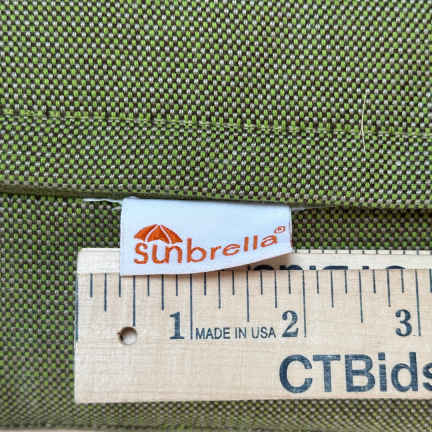 Sunbrella®
1 MADE IN USA 2 3
CTBids